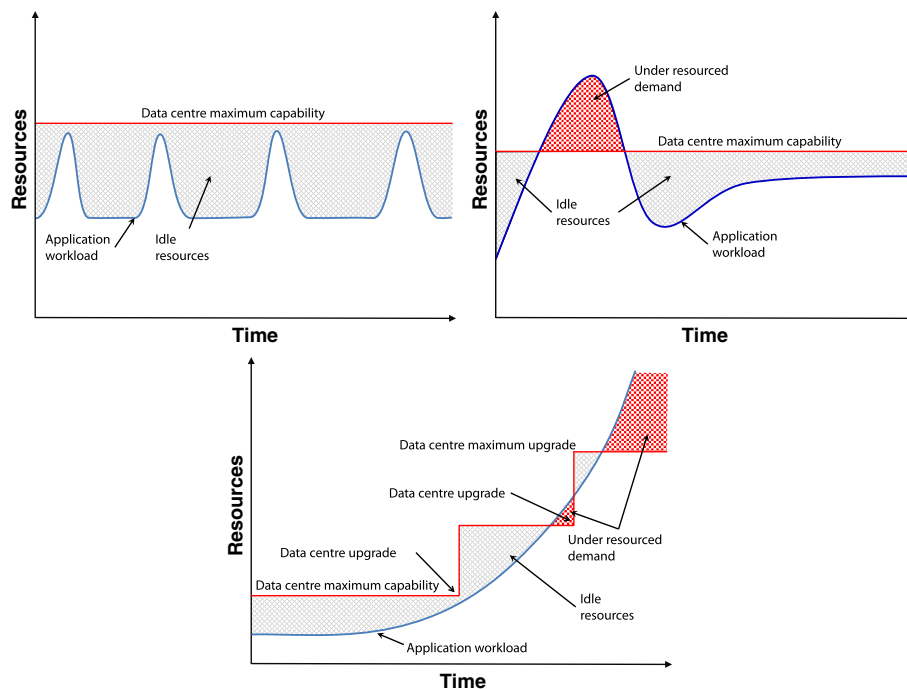 Resources
Data centre maximum capability
Application
workload
Idle
resources
Time
Resources
Under resourced
demand
Data centre maximum capability
Idle
resources
Application
workload
Time
Resources
Data centre maximum upgrade
Data centre upgrade
Under resourced
demand
Data centre upgrade
Data centre maximum capability
Idle
resources
Application workload
Time